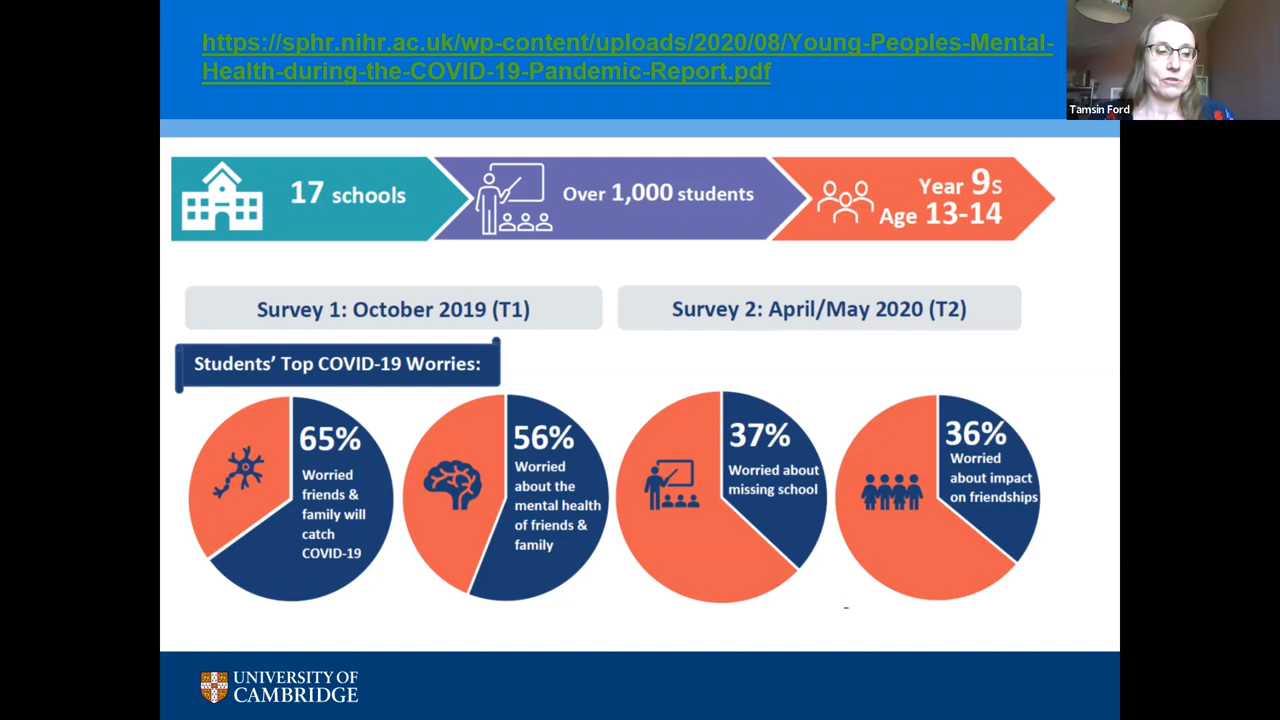 https://sphr.nihr.ac.uk/wp-content/uploads/2020/08/Young-Peoples-Mental-
Health-during-the-COVID-19-Pandemic-Report.pdf
Tamsin Ford
17 schools
Over 1,000 students
Year 9s
Age 13-14
Survey 1: October 2019 (T1)
Survey 2: April/May 2020 (T2)
Students' Top COVID-19 Worries:
65%
Worried
friends &
family will
catch
COVID-19
56%
Worried
about the
mental health
of friends &
family
37%
Worried about
missing school
36%
Worried
about impact
on friendships
UNIVERSITY OF
CAMBRIDGE